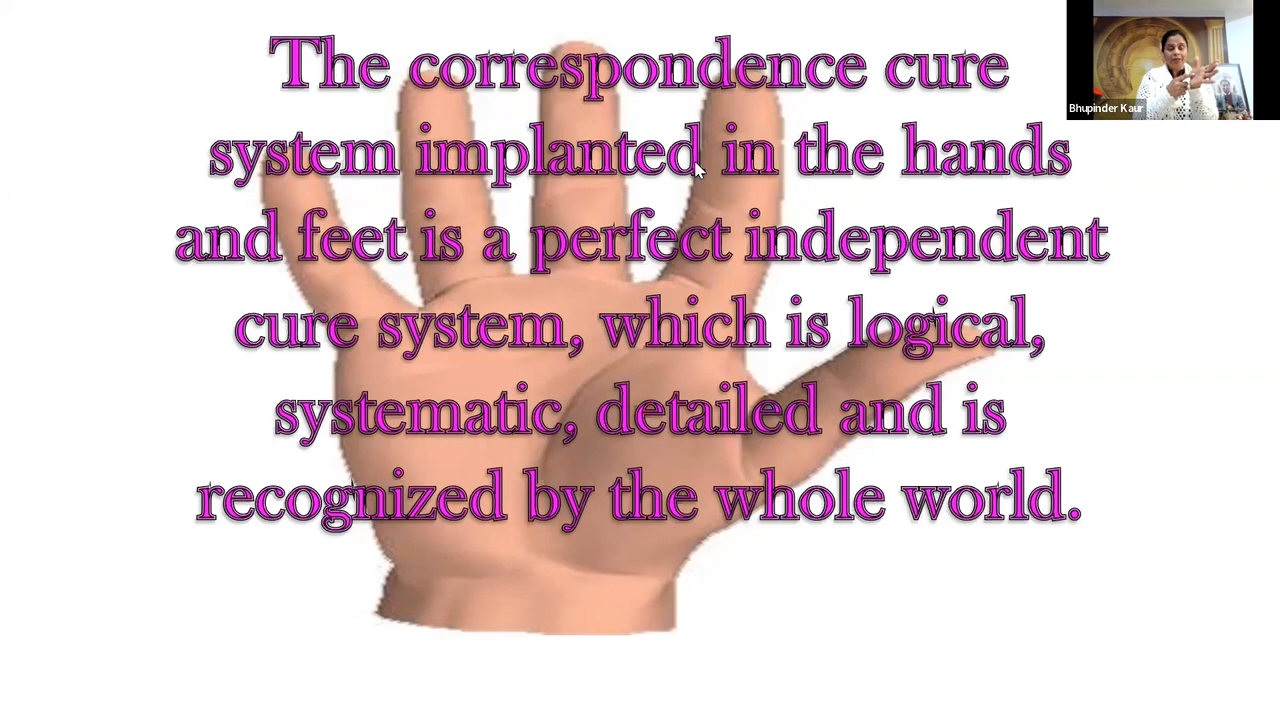 The correspondence cure
system implanted in the hands
and feet is a perfect independent
cure system, which is logical,
systematic, detailed and is
recognized by the whole world.
Bhupinder Kaur